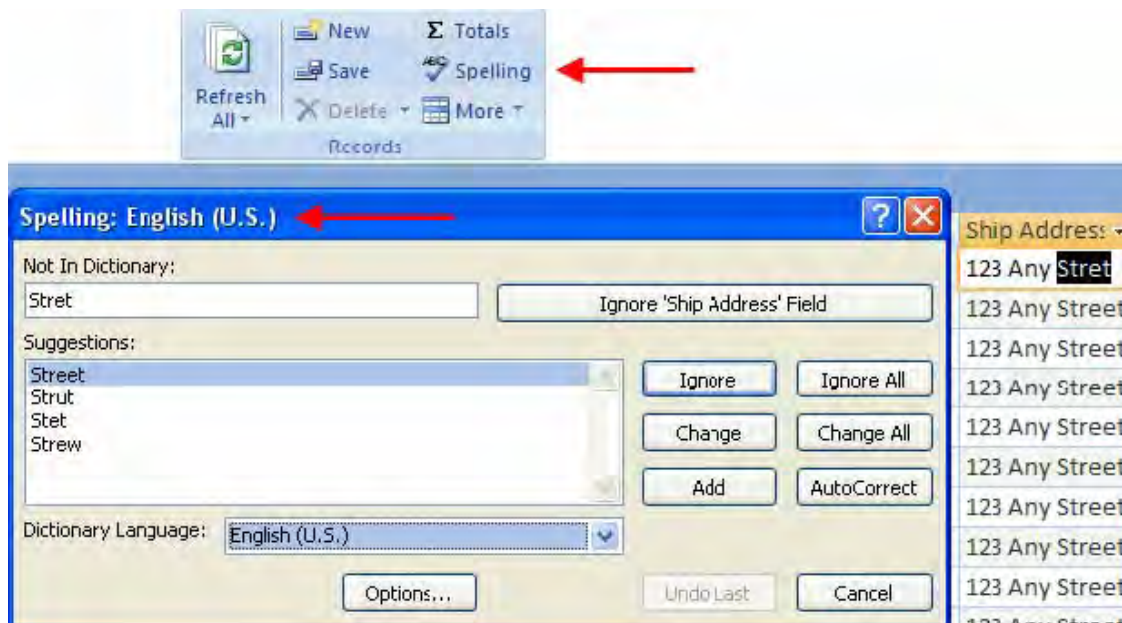 New Σ Totals
Save ABC Spelling
Refresh All
Delete More
Records
Spelling: English (U.S.)
Not In Dictionary:
Stret
Ignore 'Ship Address' Field
Suggestions:
Street
Strut
Stet
Strew
Ignore Ignore All
Change Change All
Add AutoCorrect
Dictionary Language: English (U.S.)
Options... Undo Last Cancel
Ship Address
123 Any Stret
123 Any Street
123 Any Street
123 Any Street
123 Any Street
123 Any Street
123 Any Street
123 Any Street
123 Any Street